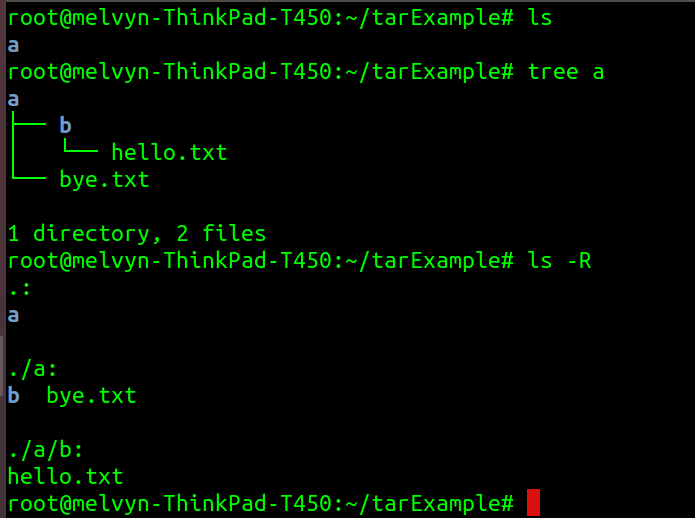 root@melvyn-ThinkPad-T450:~/tarExample# ls
a
root@melvyn-ThinkPad-T450:~/tarExample# tree a
a
├── b
│   └── hello.txt
└── bye.txt

1 directory, 2 files
root@melvyn-ThinkPad-T450:~/tarExample# ls -R
.:
a

./a:
b  bye.txt

./a/b:
hello.txt
root@melvyn-ThinkPad-T450:~/tarExample#